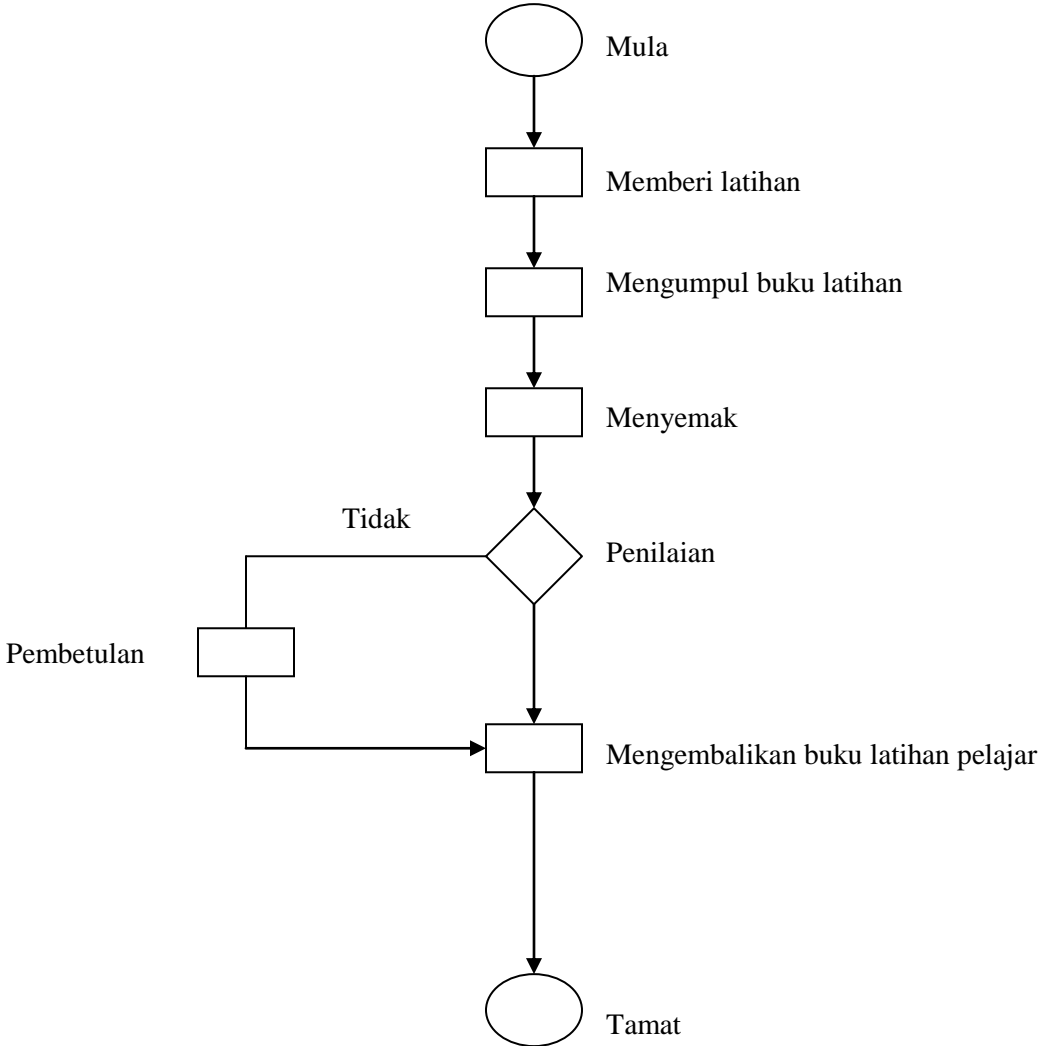 Mula
Memberi latihan
Mengumpul buku latihan
Menyemak
Tidak
Penilaian
Pembetulan
Mengembalikan buku latihan pelajar
Tamat